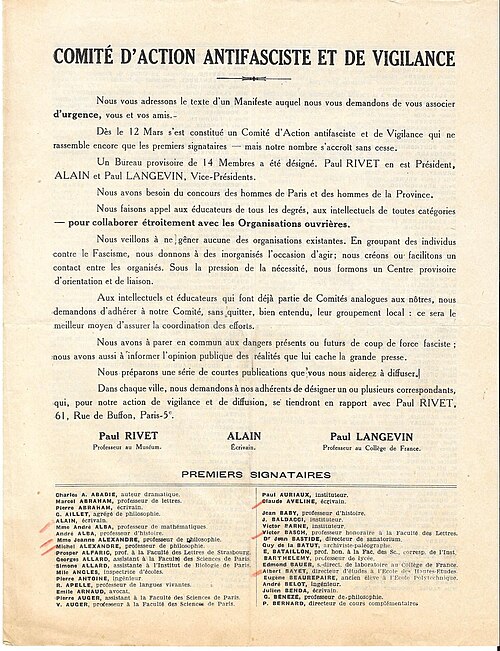 COMITÉ D'ACTION ANTIFASCISTE ET DE VIGILANCE
Nous vous adressons le texte d'un Manifeste auquel nous vous demandons de vous associer
d'urgence, vous et vos amis.-
Dès le 12 Mars s'est constitué un Comité d'Action antifasciste et de Vigilance qui ne
rassemble encore que les premiers signataires — mais notre nombre s'accroît sans cesse.
Un Bureau provisoire de 14 Membres a été désigné. Paul RIVET en est Président,
ALAIN et Paul LANGEVIN, Vice-Présidents.
Nous avons besoin du concours des hommes de Paris et des hommes de la Province.
Nous faisons appel aux éducateurs de tous les degrés, aux intellectuels de toutes catégories
— pour collaborer étroitement avec les Organisations ouvrières.
Nous veillons à ne gêner aucune des organisations existantes. En groupant des individus
contre le Fascisme, nous donnons à des inorganisés l'occasion d'agir; nous créons ou facilitons un
contact entre les organisés. Sous la pression de la nécessité, nous formons un Centre provisoire
d'orientation et de liaison.
Aux intellectuels et éducateurs qui font déjà partie de Comités analogues aux nôtres, nous
demandons d'adhérer à notre Comité, sans quitter, bien entendu, leur groupement local : ce sera le
meilleur moyen d'assurer la coordination des efforts.
Nous avons à parer en commun aux dangers présents ou futurs de coup de force fasciste ;
nous avons aussi à informer l'opinion publique des réalités que lui cache la grande presse.
Nous préparons une série de courtes publications que vous nous aiderez à diffuser.
Dans chaque ville, nous demandons à nos adhérents de désigner un ou plusieurs correspondants,
qui, pour notre action de vigilance et de diffusion, se tiendront en rapport avec Paul RIVET,
61, Rue de Buffon, Paris-5e.
Paul RIVET ALAIN Paul LANGEVIN
Professeur au Muséum. Écrivain. Professeur au Collège de France.
PREMIERS SIGNATAIRES
Charles A. ABADIE, auteur dramatique.
Marcel ABRAHAM, professeur de lettres.
Pierre ABRAHAM, écrivain.
C. AILLET, agrégé de philosophie.
ALAIN, écrivain.
Mme André ALBA, professeur de mathématiques.
André ALBA, professeur d'histoire.
Mme Jeanne ALEXANDRE, professeur de philosophie.
Michel ALEXANDRE, professeur de philosophie.
Prosper ALFARIC, prof. à la Faculté des Lettres de Strasbourg.
Georges ALLARD, assistant à la Faculté des Sciences de Paris.
Simone ALLARD, assistante à l'Institut de Biologie de Paris.
Mlle ANGLES, inspectrice d'écoles.
Pierre ANTOINE, ingénieur.
R. APELLE, professeur de langues vivantes.
Emile ARNAUD, avocat.
Pierre AUGER, assistant à la Faculté des Sciences de Paris.
V. AUGER, professeur à la Faculté des Sciences de Paris.
Paul AURIAUX, instituteur.
Claude AVELINE, écrivain.
Jean BABY, professeur d'histoire.
J. BALDACCI, instituteur.
Victor BARNE, instituteur.
Victor BASCH, professeur honoraire à la Faculté des Lettres.
Dr Jean BASTIDE, directeur de sanatorium.
Guy de la BATUT, archiviste-paléographe.
E. BATAILLON, prof. hon. à la Fac. des Sc., corresp. de l'Inst.
BARTHELEMY, professeur de lycée.
Edmond BAUER, s.-direct. de laboratoire au Collège de France.
Albert BAYET, directeur d'études à l'École des Hautes-Études
Eugène BEAUREPAIRE, ancien élève à l'École Polytechnique.
André BELOT, ingénieur.
Julien BENDA, écrivain.
G. BENEZE, professeur de philosophie.
P. BERNARD, directeur de cours complémentaires